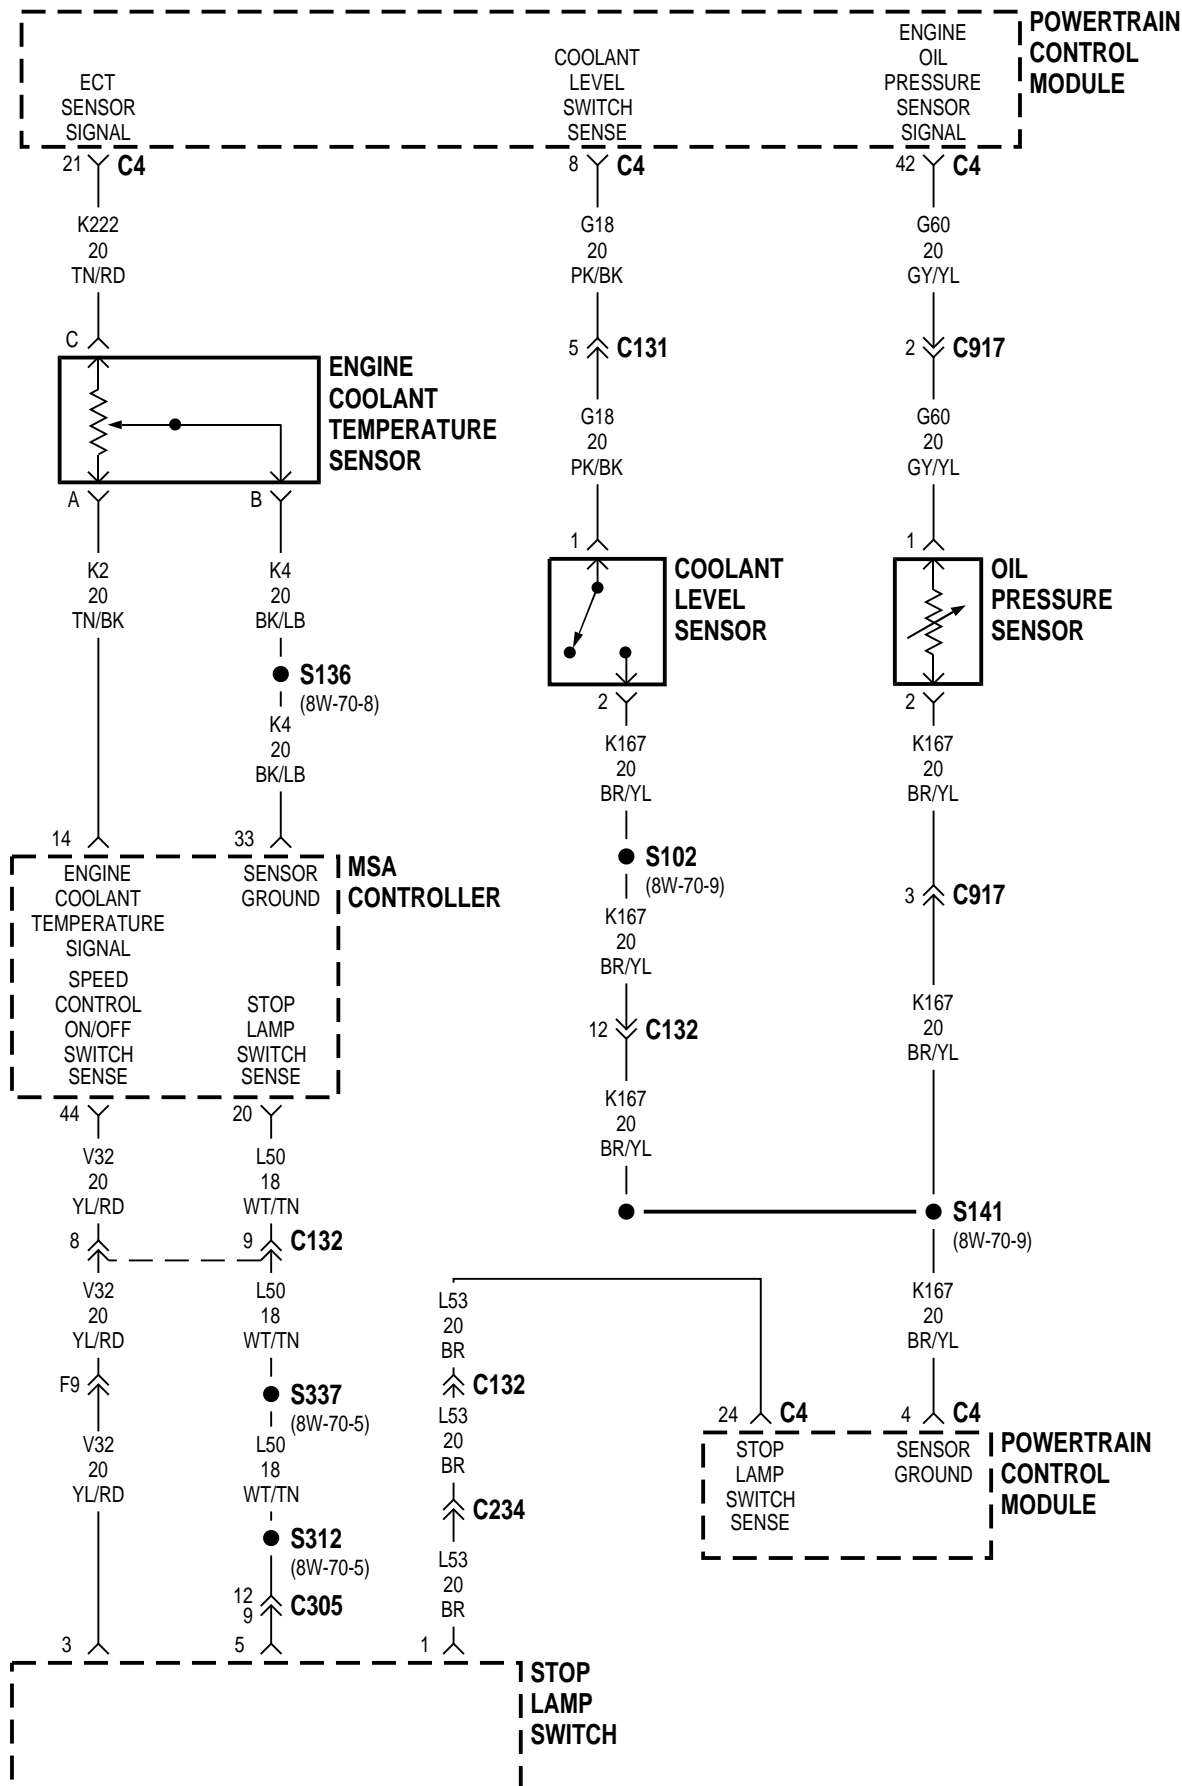 POWERTRAIN
CONTROL
MODULE
ECT
SENSOR
SIGNAL
COOLANT
LEVEL
SWITCH
SENSE
ENGINE
OIL
PRESSURE
SENSOR
SIGNAL
21 C4
8 C4
42 C4
K222
20
TN/RD
G18
20
PK/BK
G60
20
GY/YL
C
5 C131
2 C917
ENGINE
COOLANT
TEMPERATURE
SENSOR
G18
20
PK/BK
G60
20
GY/YL
A
B
1
1
K2
20
TN/BK
K4
20
BK/LB
COOLANT
LEVEL
SENSOR
OIL
PRESSURE
SENSOR
S136
(8W-70-8)
K4
20
BK/LB
2
2
K167
20
BR/YL
K167
20
BR/YL
14
33
MSA
CONTROLLER
ENGINE
COOLANT
TEMPERATURE
SIGNAL
SENSOR
GROUND
SPEED
CONTROL
ON/OFF
SWITCH
SENSE
STOP
LAMP
SWITCH
SENSE
S102
(8W-70-9)
K167
20
BR/YL
3 C917
12 C132
K167
20
BR/YL
K167
20
BR/YL
44
20
V32
20
YL/RD
L50
18
WT/TN
8
9 C132
S141
(8W-70-9)
V32
20
YL/RD
L50
18
WT/TN
L53
20
BR
K167
20
BR/YL
F9
S337
(8W-70-5)
C132
L53
20
BR
24 C4
4 C4
POWERTRAIN
CONTROL
MODULE
STOP
LAMP
SWITCH
SENSE
SENSOR
GROUND
V32
20
YL/RD
L50
18
WT/TN
C234
S312
(8W-70-5)
L53
20
BR
12
9
C305
3
5
1
STOP
LAMP
SWITCH